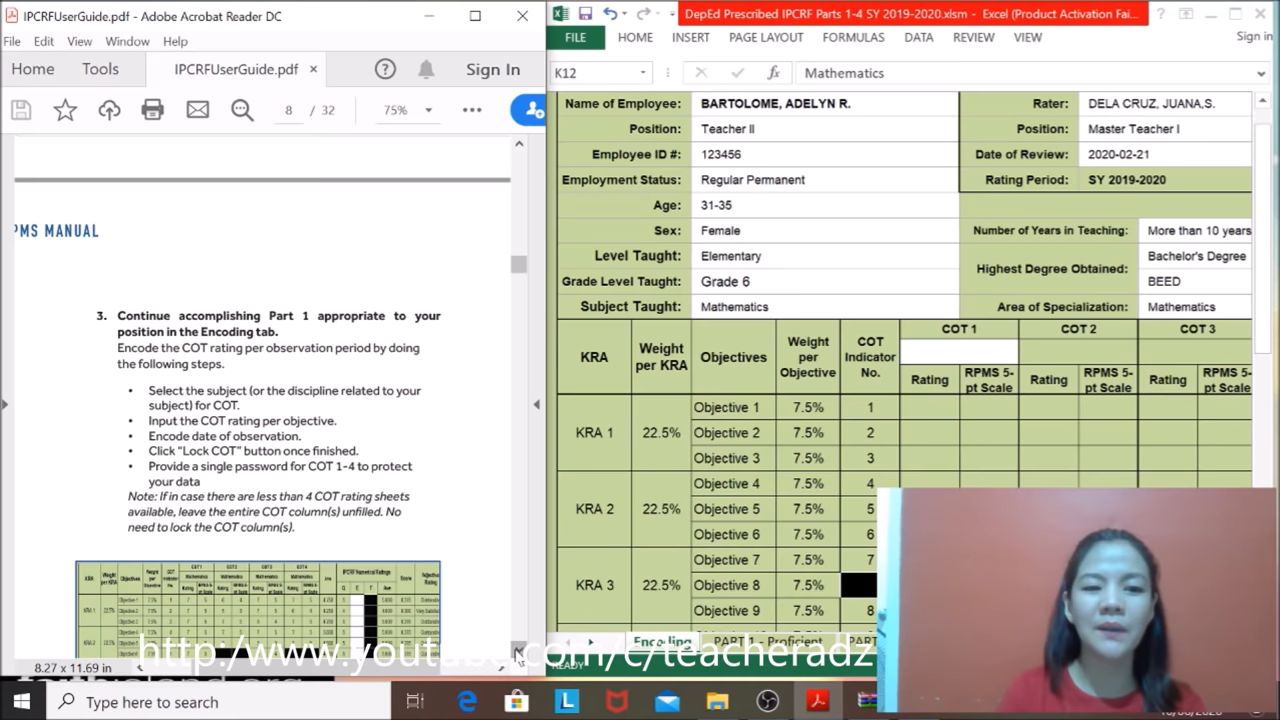 IPCRFUserGuide.pdf - Adobe Acrobat Reader DC
File Edit View Window Help
Home Tools IPCRFUserGuide.pdf × Sign In
8 / 32 75%
PMS MANUAL
3. Continue accomplishing Part 1 appropriate to your
position in the Encoding tab.
Encode the COT rating per observation period by doing
the following steps.
• Select the subject (or the discipline related to your
subject) for COT.
• Input the COT rating per objective.
• Encode date of observation.
• Click "Lock COT" button once finished.
• Provide a single password for COT 1-4 to protect
your data
Note: If in case there are less than 4 COT rating sheets
available, leave the entire COT column(s) unfilled. No
need to lock the COT column(s).
8.27 x 11.69 in
DepEd Prescribed IPCRF Parts 1-4 SY 2019-2020.xlsm - Excel (Product Activation Fai...
FILE HOME INSERT PAGE LAYOUT FORMULAS DATA REVIEW VIEW Sign in
K12 fx Mathematics
Name of Employee: BARTOLOME, ADELYN R. Rater: DELA CRUZ, JUANA,S.
Position: Teacher II Position: Master Teacher I
Employee ID #: 123456 Date of Review: 2020-02-21
Employment Status: Regular Permanent Rating Period: SY 2019-2020
Age: 31-35
Sex: Female Number of Years in Teaching: More than 10 years
Level Taught: Elementary Highest Degree Obtained: Bachelor's Degree
Grade Level Taught: Grade 6 BEED
Subject Taught: Mathematics Area of Specialization: Mathematics
KRA Weight per KRA Objectives Weight per Objective COT Indicator No. COT 1 COT 2 COT 3
Rating RPMS 5-pt Scale Rating RPMS 5-pt Scale Rating RPMS 5-pt Scale
KRA 1 22.5% Objective 1 7.5% 1
Objective 2 7.5% 2
Objective 3 7.5% 3
KRA 2 22.5% Objective 4 7.5% 4
Objective 5 7.5% 5
Objective 6 7.5% 6
KRA 3 22.5% Objective 7 7.5% 7
Objective 8 7.5%
Objective 9 7.5% 8
Encoding PART 1 - Proficient PART
READY
http://www.youtube.com/c/teacheradz
Type here to search